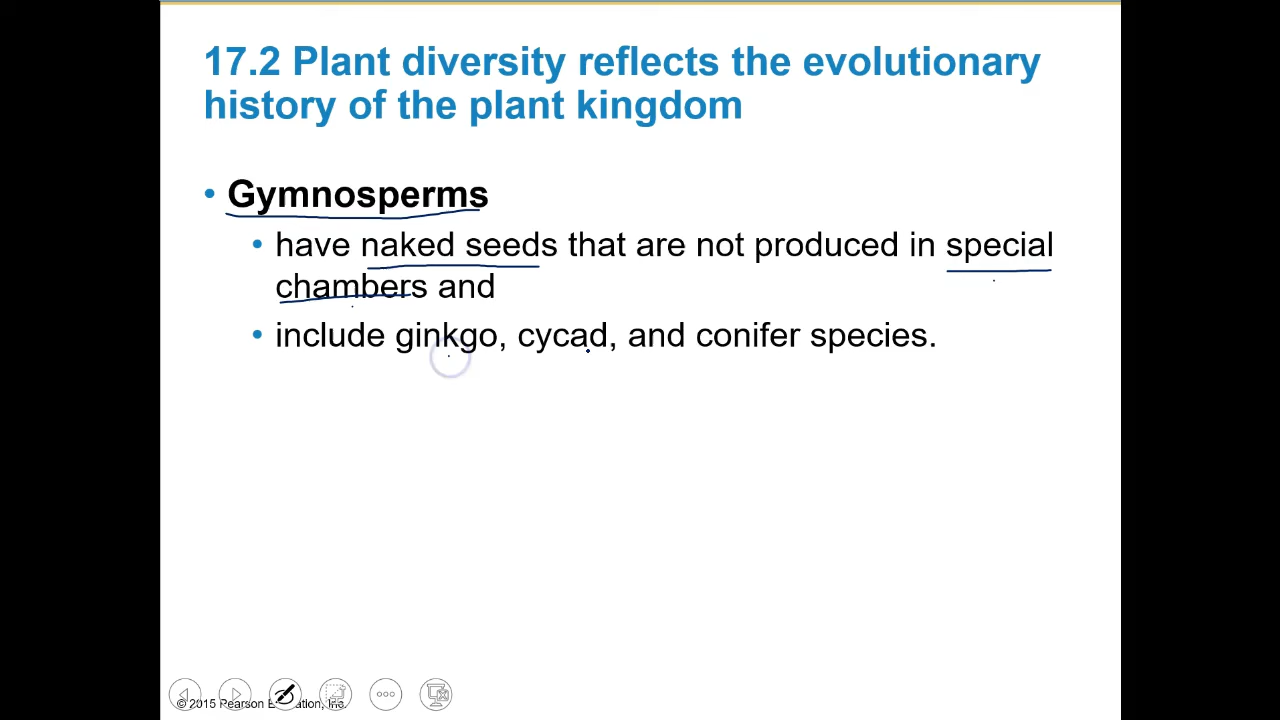 17.2 Plant diversity reflects the evolutionary
history of the plant kingdom
• Gymnosperms
• have naked seeds that are not produced in special
chambers and
• include ginkgo, cycad, and conifer species.
© 2015 Pearson Inc.